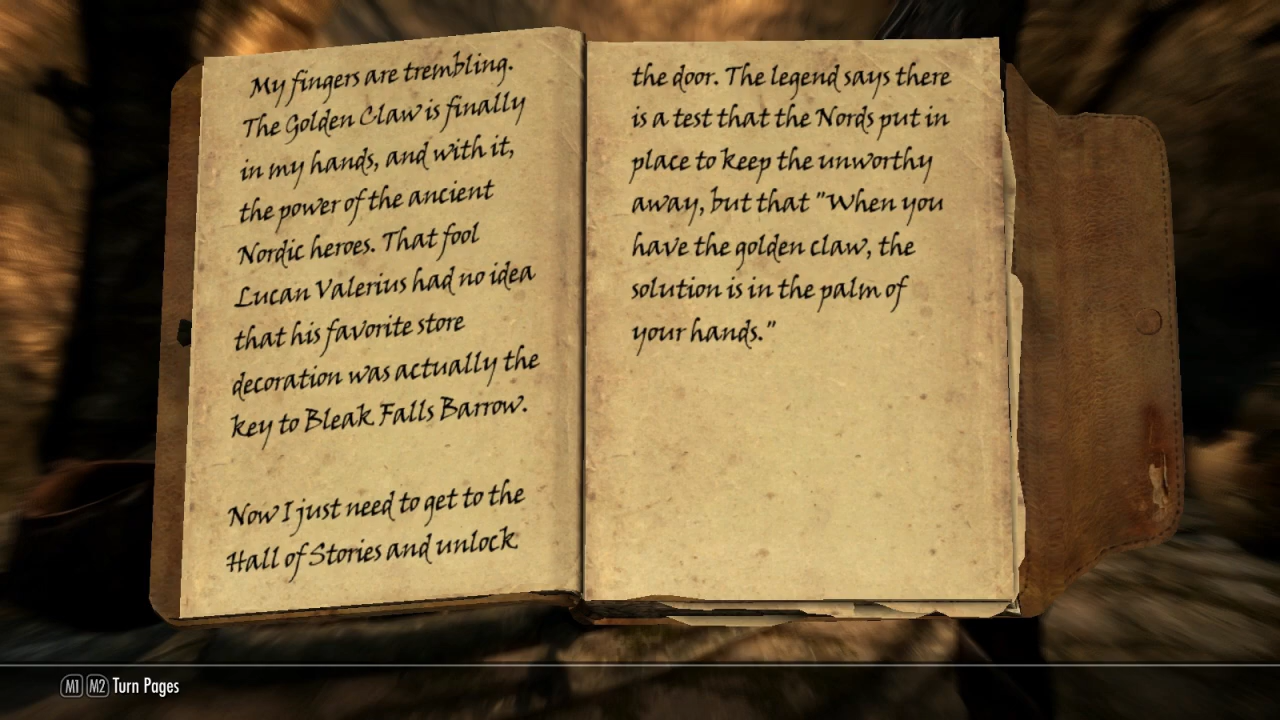 My fingers are trembling.
The Golden Claw is finally
in my hands, and with it,
the power of the ancient
Nordic heroes. That fool
Lucan Valerius had no idea
that his favorite store
decoration was actually the
key to Bleak Falls Barrow.
Now I just need to get to the
Hall of Stories and unlock
the door. The legend says there
is a test that the Nords put in
place to keep the unworthy
away, but that "When you
have the golden claw, the
solution is in the palm of
your hands."
M1 M2 Turn Pages